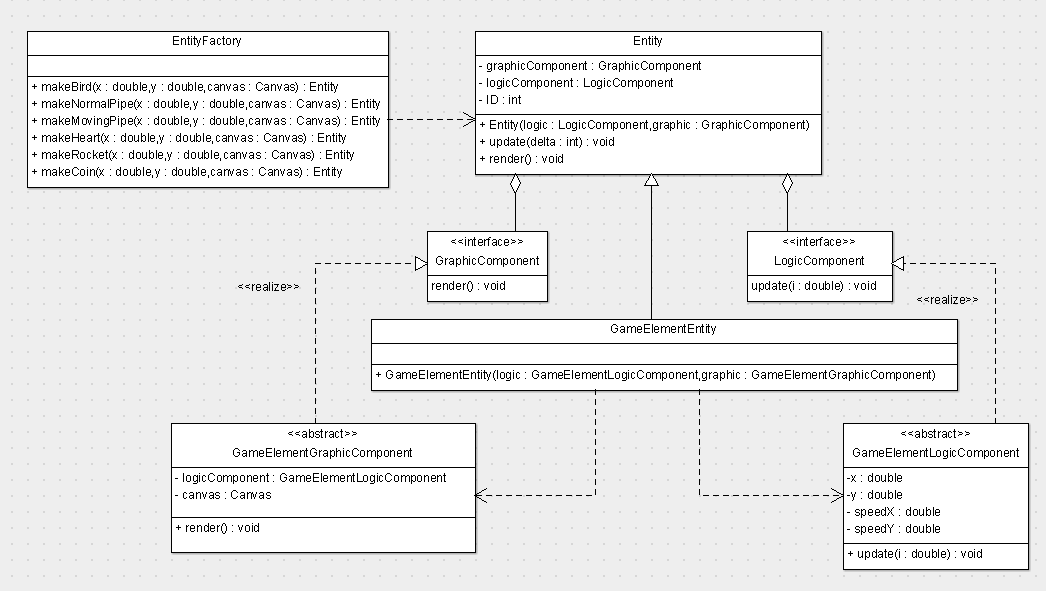 EntityFactory
+ makeBird(x : double,y : double,canvas : Canvas) : Entity
+ makeNormalPipe(x : double,y : double,canvas : Canvas) : Entity
+ makeMovingPipe(x : double,y : double,canvas : Canvas) : Entity
+ makeHeart(x : double,y : double,canvas : Canvas) : Entity
+ makeRocket(x : double,y : double,canvas : Canvas) : Entity
+ makeCoin(x : double,y : double,canvas : Canvas) : Entity
Entity
- graphicComponent : GraphicComponent
- logicComponent : LogicComponent
- ID : int
+ Entity(logic : LogicComponent,graphic : GraphicComponent)
+ update(delta : int) : void
+ render() : void
<<interface>>
GraphicComponent
render() : void
<<interface>>
LogicComponent
update(i : double) : void
<<realize>>
<<realize>>
GameElementEntity
+ GameElementEntity(logic : GameElementLogicComponent,graphic : GameElementGraphicComponent)
<<abstract>>
GameElementGraphicComponent
- logicComponent : GameElementLogicComponent
- canvas : Canvas
+ render() : void
<<abstract>>
GameElementLogicComponent
-x : double
-y : double
- speedX : double
- speedY : double
+ update(i : double) : void